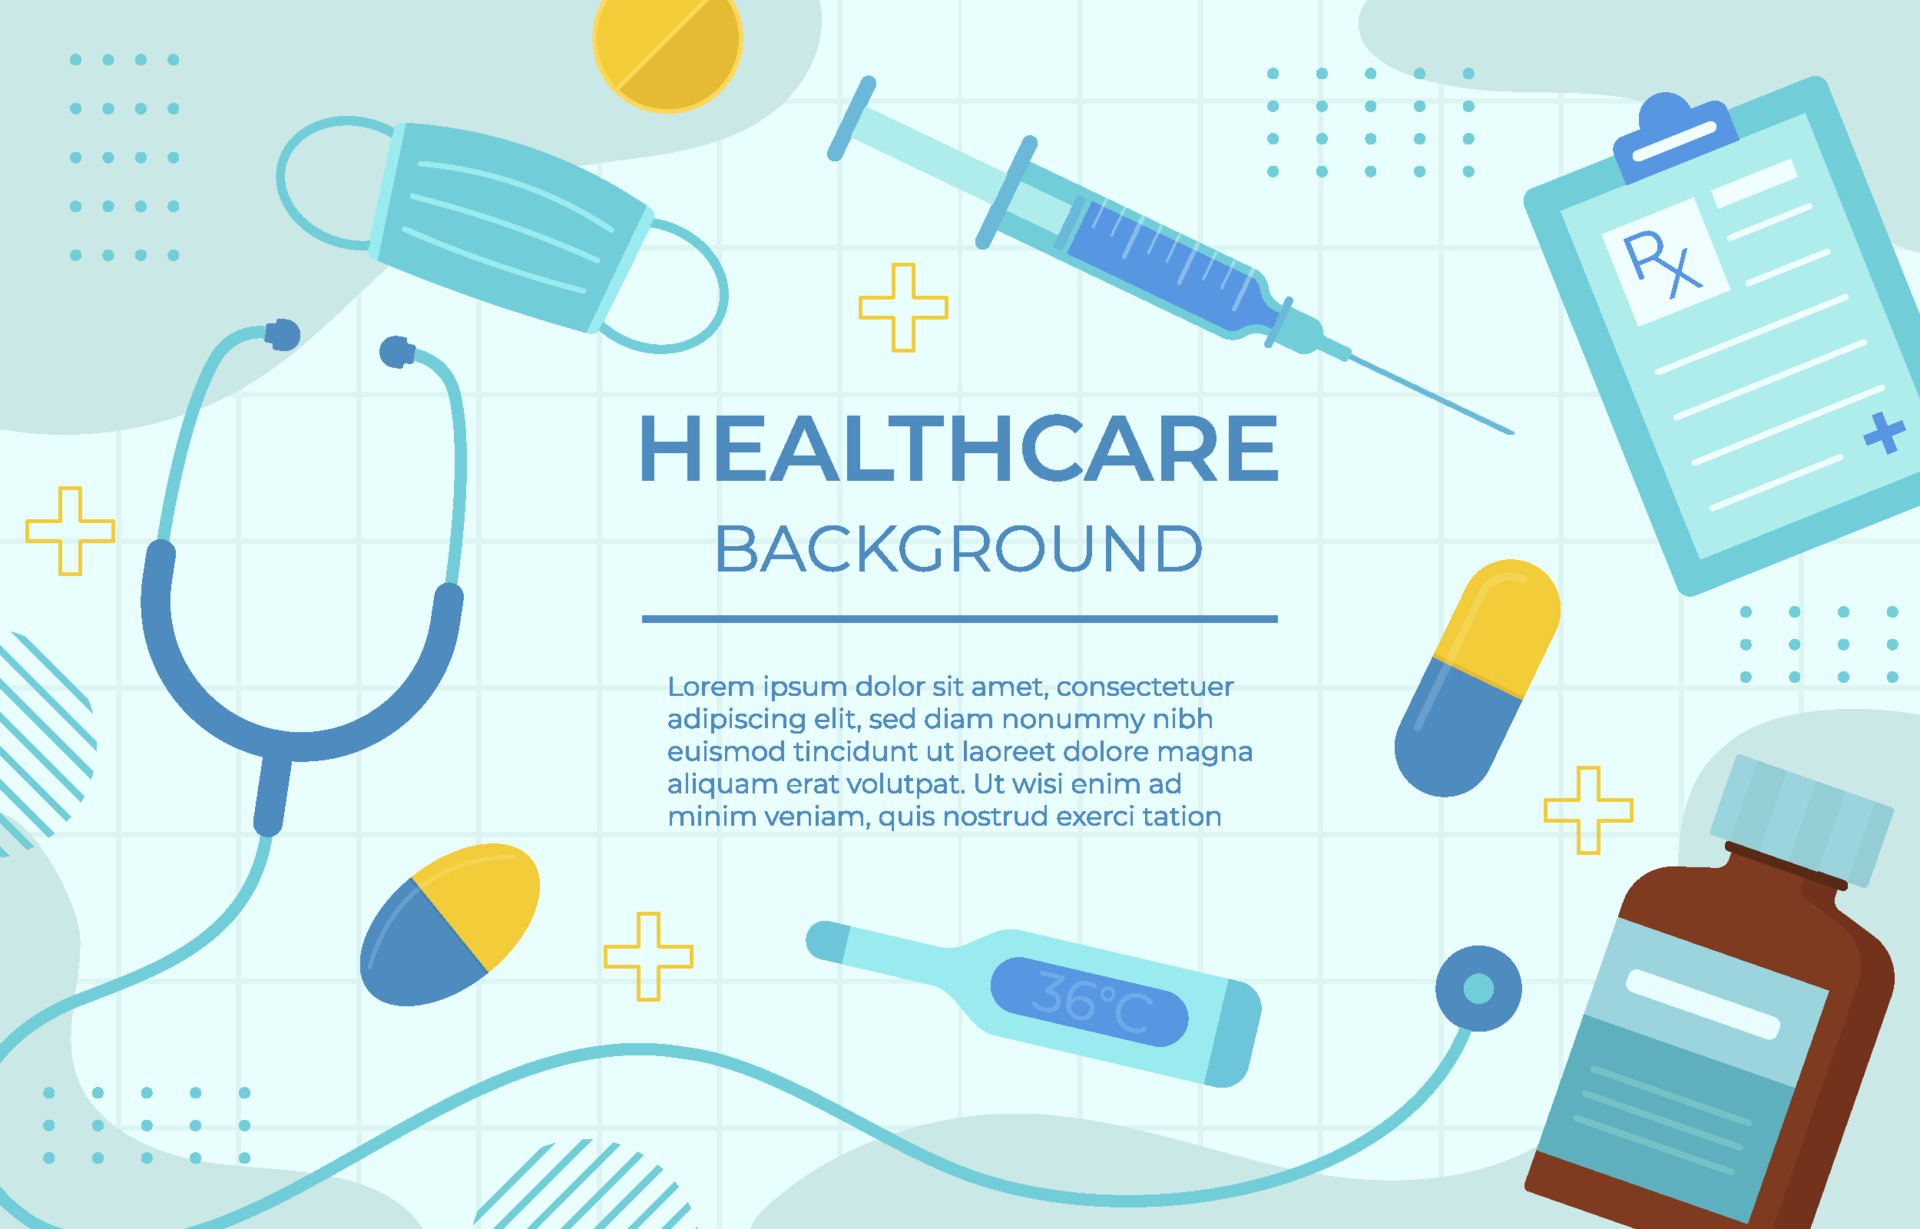 Rx
HEALTHCARE
BACKGROUND
Lorem ipsum dolor sit amet, consectetuer
adipiscing elit, sed diam nonummy nibh
euismod tincidunt ut laoreet dolore magna
aliquam erat volutpat. Ut wisi enim ad
minim veniam, quis nostrud exerci tation
36°C